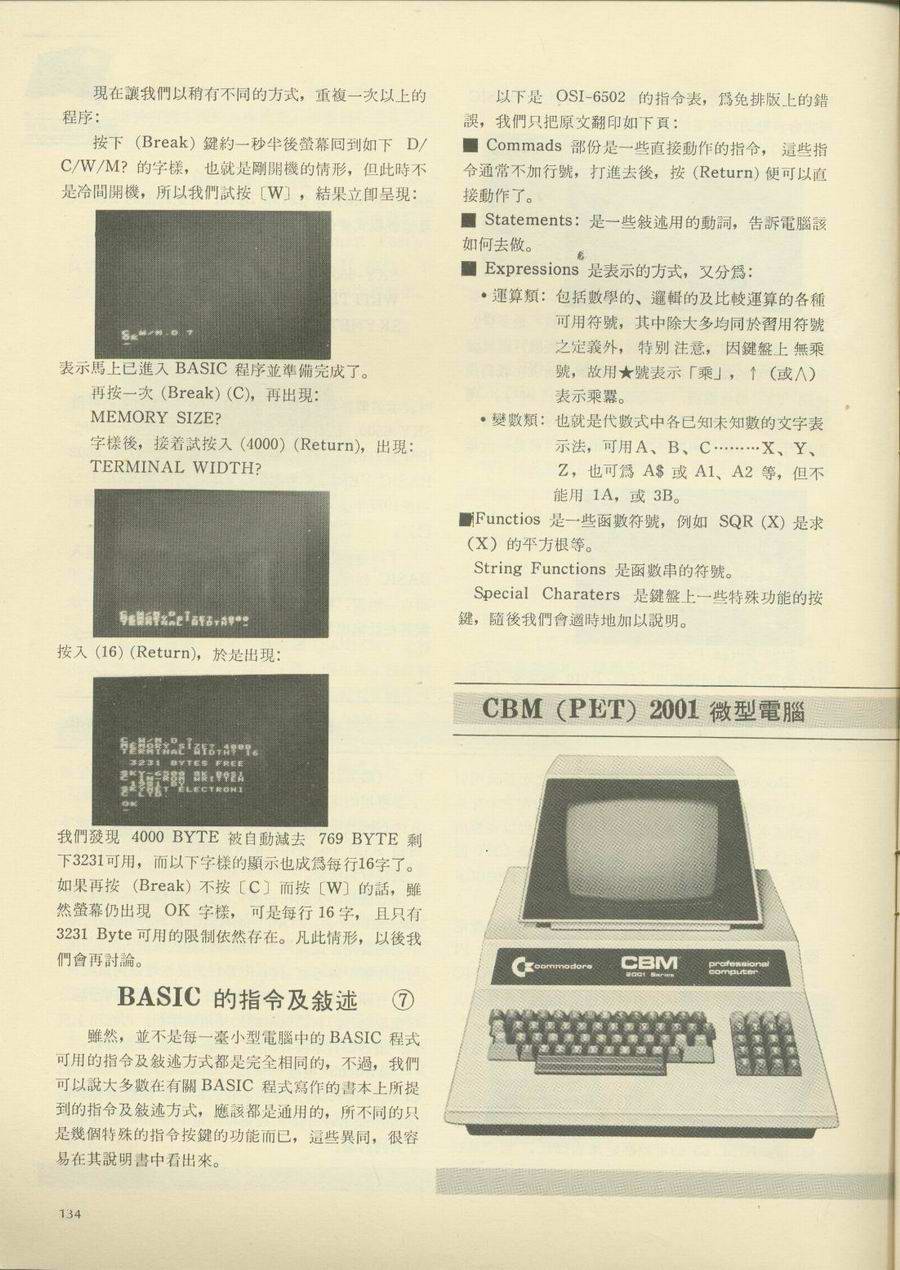 現在讓我們以稍有不同的方式，重複一次以上的
程序：
按下 (Break) 鍵約一秒半後螢幕回到如下 D/
C/W/M? 的字樣， 也就是剛開機的情形，但此時不
是冷間開機，所以我們試按〔W〕，結果立卽呈現：
C, W/M, D ?
OK
表示馬上已進入 BASIC 程序並準備完成了。
再按一次 (Break) (C)，再出現：
MEMORY SIZE?
字樣後，接着試按入 (4000) (Return)，出現：
TERMINAL WIDTH?
按入 (16) (Return)，於是出現：
C, W/M, D ?
MEMORY SIZE? 4000
TERMINAL WIDTH? 16
3231 BYTES FREE
SKY-6500 8K BASI
C IN ROM WRITTEN
1981 BY
SKYNET ELECTRONI
C LTD.
OK
我們發現 4000 BYTE 被自動減去 769 BYTE 剩
下3231可用，而以下字樣的顯示也成爲每行16字了。
如果再按 (Break) 不按〔C〕而按〔W〕的話，雖
然螢幕仍出現 OK 字樣， 可是每行 16 字， 且只有
3231 Byte 可用的限制依然存在。凡此情形，以後我
們會再討論。
BASIC 的指令及敍述 ⑦
雖然，並不是每一臺小型電腦中的 BASIC 程式
可用的指令及敍述方式都是完全相同的，不過，我們
可以說大多數在有關 BASIC 程式寫作的書本上所提
到的指令及敍述方式，應該都是通用的，所不同的只
是幾個特殊的指令按鍵的功能而已，這些異同，很容
易在其說明書中看出來。
134
以下是 OSI-6502 的指令表，爲免排版上的錯
誤，我們只把原文翻印如下頁：
■ Commads 部份是一些直接動作的指令， 這些指
令通常不加行號，打進去後，按 (Return) 便可以直
接動作了。
■ Statements：是一些敍述用的動詞，告訴電腦該
如何去做。
■ Expressions 是表示的方式，又分爲：
•運算類：包括數學的、邏輯的及比較運算的各種
可用符號，其中除大多均同於習用符號
之定義外， 特别注意， 因鍵盤上無乘
號，故用★號表示「乘」，↑（或∧）
表示乘冪。
•變數類：也就是代數式中各已知未知數的文字表
示法，可用A、B、C………X、Y、
Z，也可爲 A$ 或 A1、A2 等，但不
能用 1A，或 3B。
■Functios 是一些函數符號，例如 SQR (X) 是求
（X）的平方根等。
String Functions 是函數串的符號。
Special Charaters 是鍵盤上一些特殊功能的按
鍵，隨後我們會適時地加以說明。
CBM (PET) 2001 微型電腦
commodore
CBM
2001 Series
professional
computer